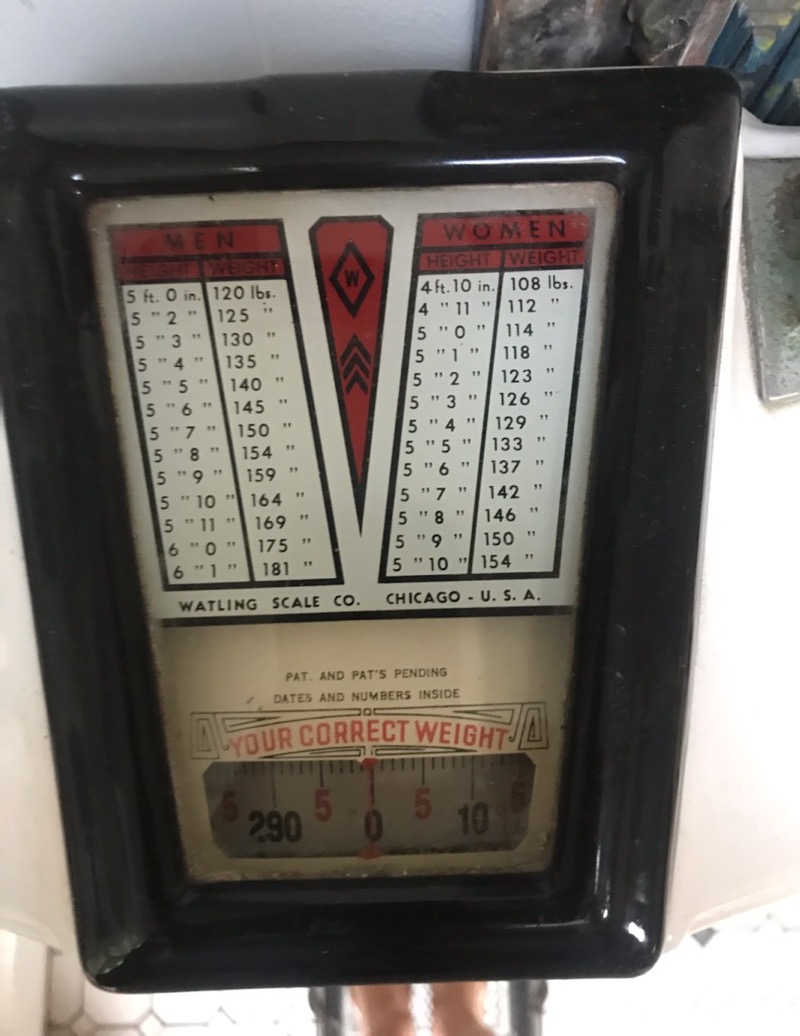 MEN
HEIGHT WEIGHT
5 ft. 0 in. 120 lbs.
5 " 2 " 125 "
5 " 3 " 130 "
5 " 4 " 135 "
5 " 5 " 140 "
5 " 6 " 145 "
5 " 7 " 150 "
5 " 8 " 154 "
5 " 9 " 159 "
5 " 10 " 164 "
5 " 11 " 169 "
6 " 0 " 175 "
6 " 1 " 181 "
W
WOMEN
HEIGHT WEIGHT
4 ft. 10 in. 108 lbs.
4 " 11 " 112 "
5 " 0 " 114 "
5 " 1 " 118 "
5 " 2 " 123 "
5 " 3 " 126 "
5 " 4 " 129 "
5 " 5 " 133 "
5 " 6 " 137 "
5 " 7 " 142 "
5 " 8 " 146 "
5 " 9 " 150 "
5 " 10 " 154 "
WATLING SCALE CO. CHICAGO - U. S. A.
PAT. AND PAT'S PENDING
DATES AND NUMBERS INSIDE
YOUR CORRECT WEIGHT
5 290 5 0 5 10 5